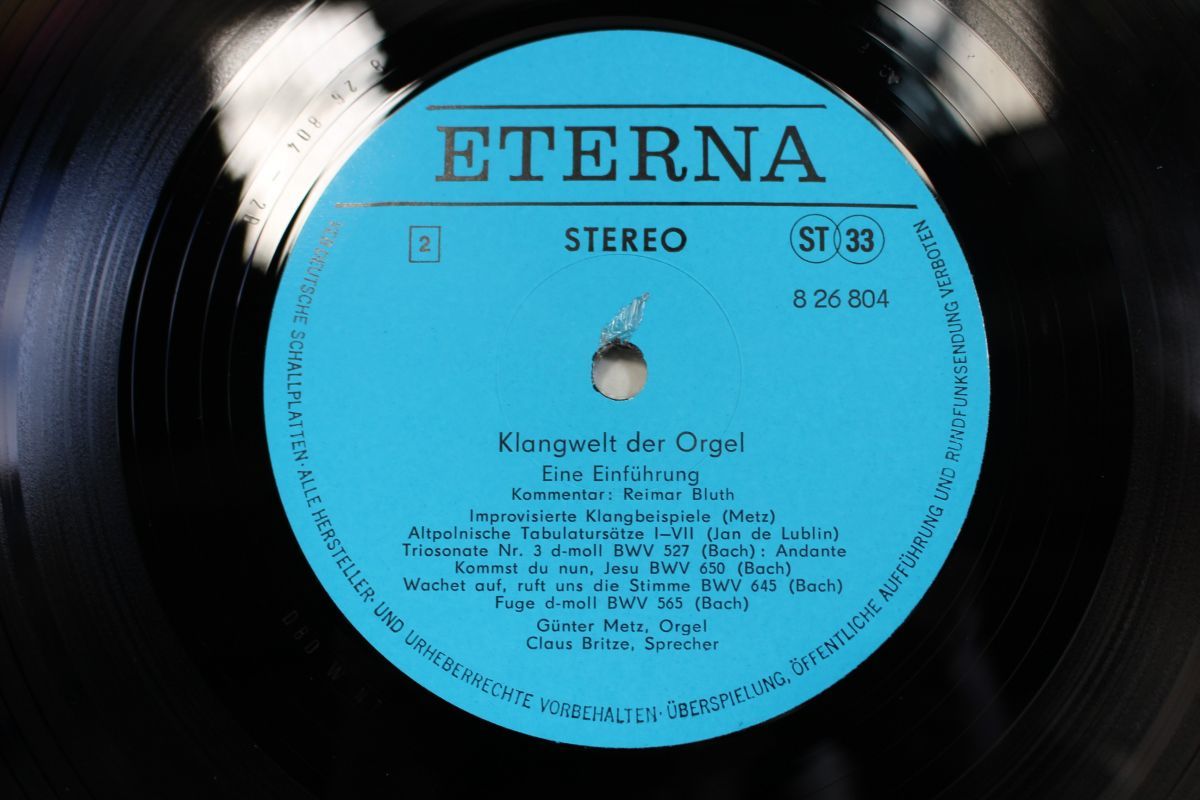 ETERNA
2
STEREO
ST 33
8 26 804
Klangwelt der Orgel
Eine Einführung
Kommentar: Reimar Bluth
Improvisierte Klangbeispiele (Metz)
Altpolnische Tabulatursätze I–VII (Jan de Lublin)
Triosonate Nr. 3 d-moll BWV 527 (Bach): Andante
Kommst du nun, Jesu BWV 650 (Bach)
Wachet auf, ruft uns die Stimme BWV 645 (Bach)
Fuge d-moll BWV 565 (Bach)
Günter Metz, Orgel
Claus Britze, Sprecher
DEUTSCHE SCHALLPLATTEN· ALLE HERSTELLER- UND URHEBERRECHTE VORBEHALTEN· ÜBERSPIELUNG, ÖFFENTLICHE AUFFÜHRUNG UND RUNDFUNKSENDUNG VERBOTEN